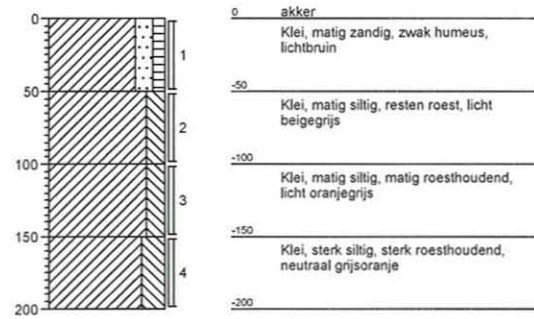 0
50
100
150
200
1
2
3
4
0
akker
Klei, matig zandig, zwak humeus,
lichtbruin
-50
Klei, matig siltig, resten roest, licht
beigegrijs
-100
Klei, matig siltig, matig roesthoudend,
licht oranjegrijs
-150
Klei, sterk siltig, sterk roesthoudend,
neutraal grijsoranje
-200